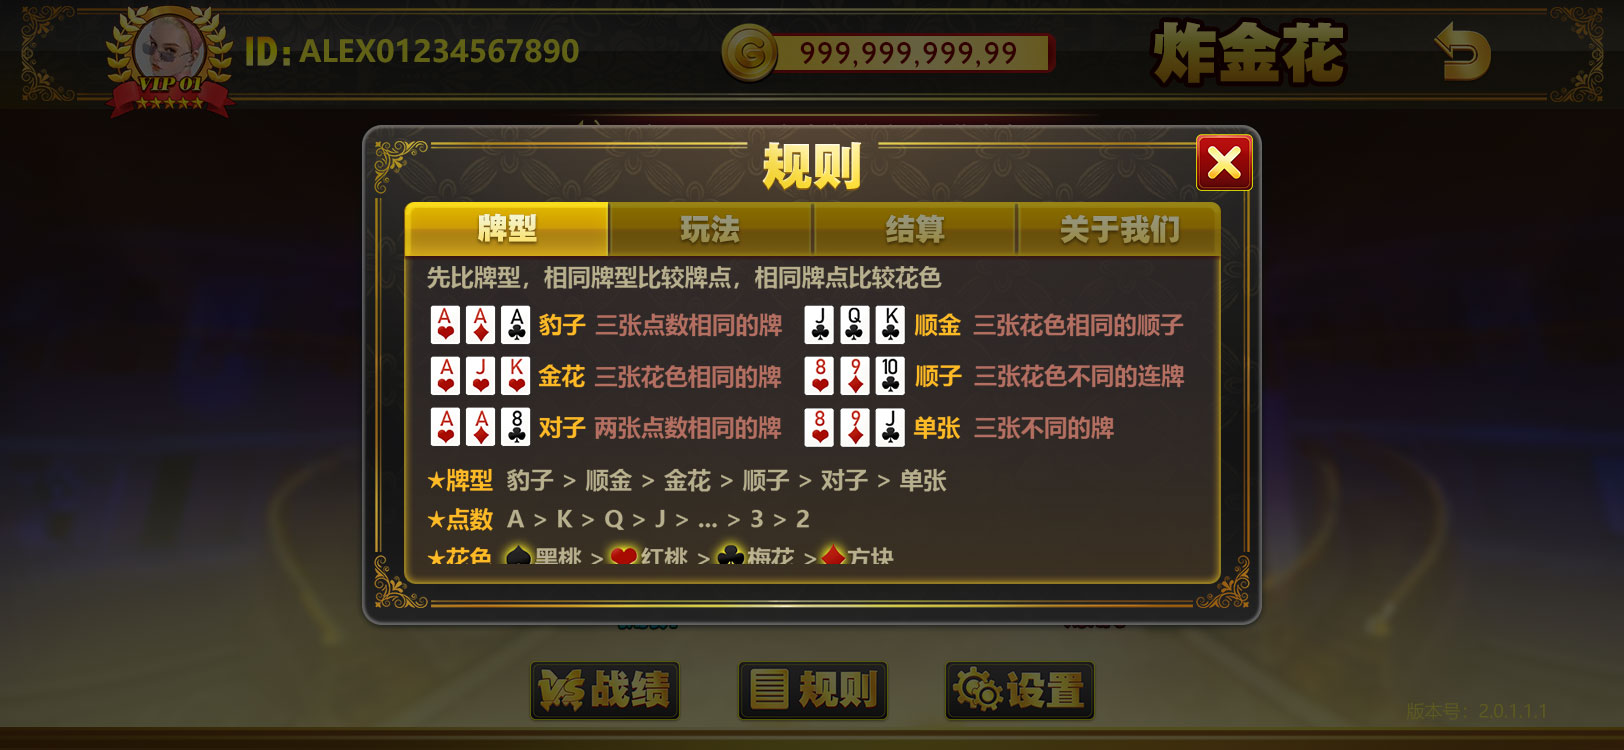 VIP 01
ID: ALEX01234567890
G
999,999,999,99
炸金花
规则
牌型 玩法 结算 关于我们
先比牌型，相同牌型比较牌点，相同牌点比较花色
A A A 豹子 三张点数相同的牌 J Q K 顺金 三张花色相同的顺子
A J K 金花 三张花色相同的牌 8 9 10 顺子 三张花色不同的连牌
A A 8 对子 两张点数相同的牌 8 9 J 单张 三张不同的牌
★牌型 豹子 > 顺金 > 金花 > 顺子 > 对子 > 单张
★点数 A > K > Q > J > ... > 3 > 2
★花色 ♠黑桃 > ♥红桃 > ♣梅花 > ♦方块
VS战绩 规则 设置
版本号：2.0.1.1.1